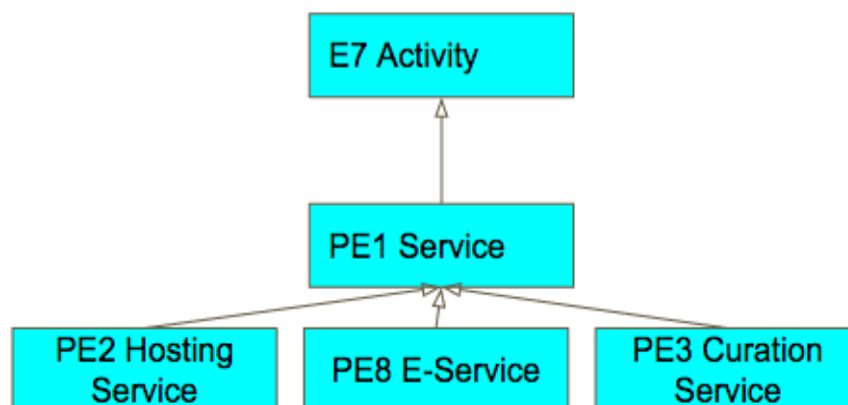 E7 Activity
PE1 Service
PE2 Hosting
Service
PE8 E-Service
PE3 Curation
Service